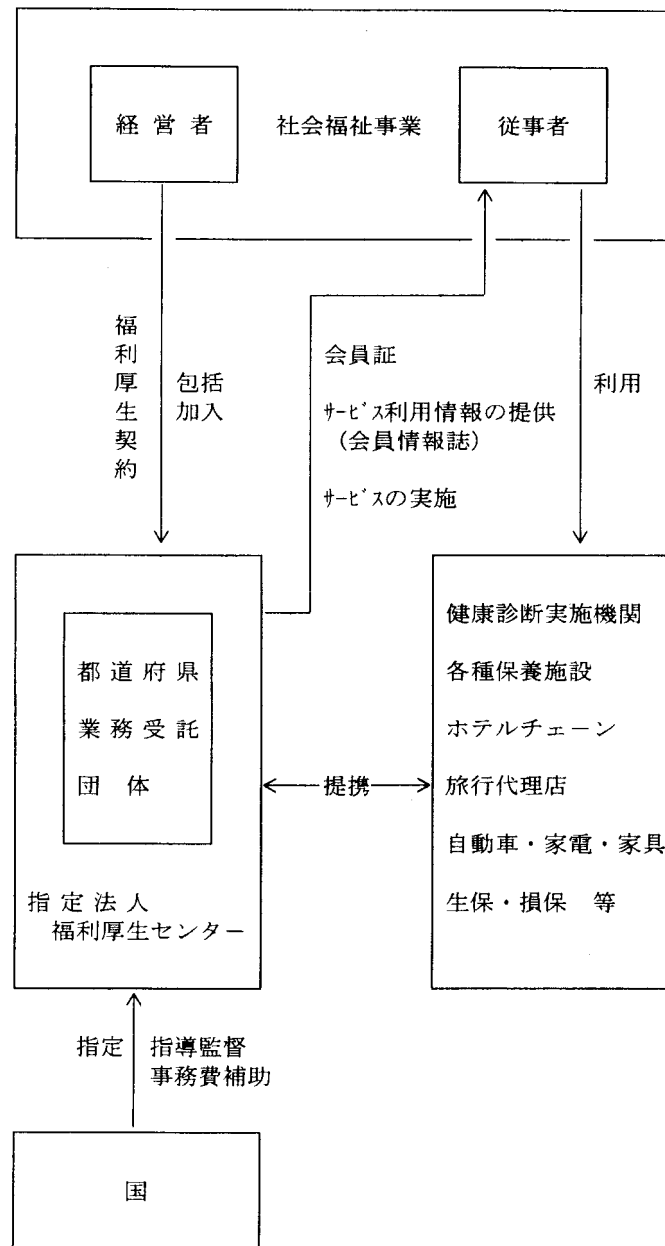 経営者
社会福祉事業
従事者
福利厚生契約
包括
加入
会員証
ｻｰﾋﾞｽ利用情報の提供
（会員情報誌）
ｻｰﾋﾞｽの実施
利用
都道府県
業務受託
団体
指定法人
福利厚生センター
提携
健康診断実施機関
各種保養施設
ホテルチェーン
旅行代理店
自動車・家電・家具
生保・損保　等
指定
指導監督
事務費補助
国